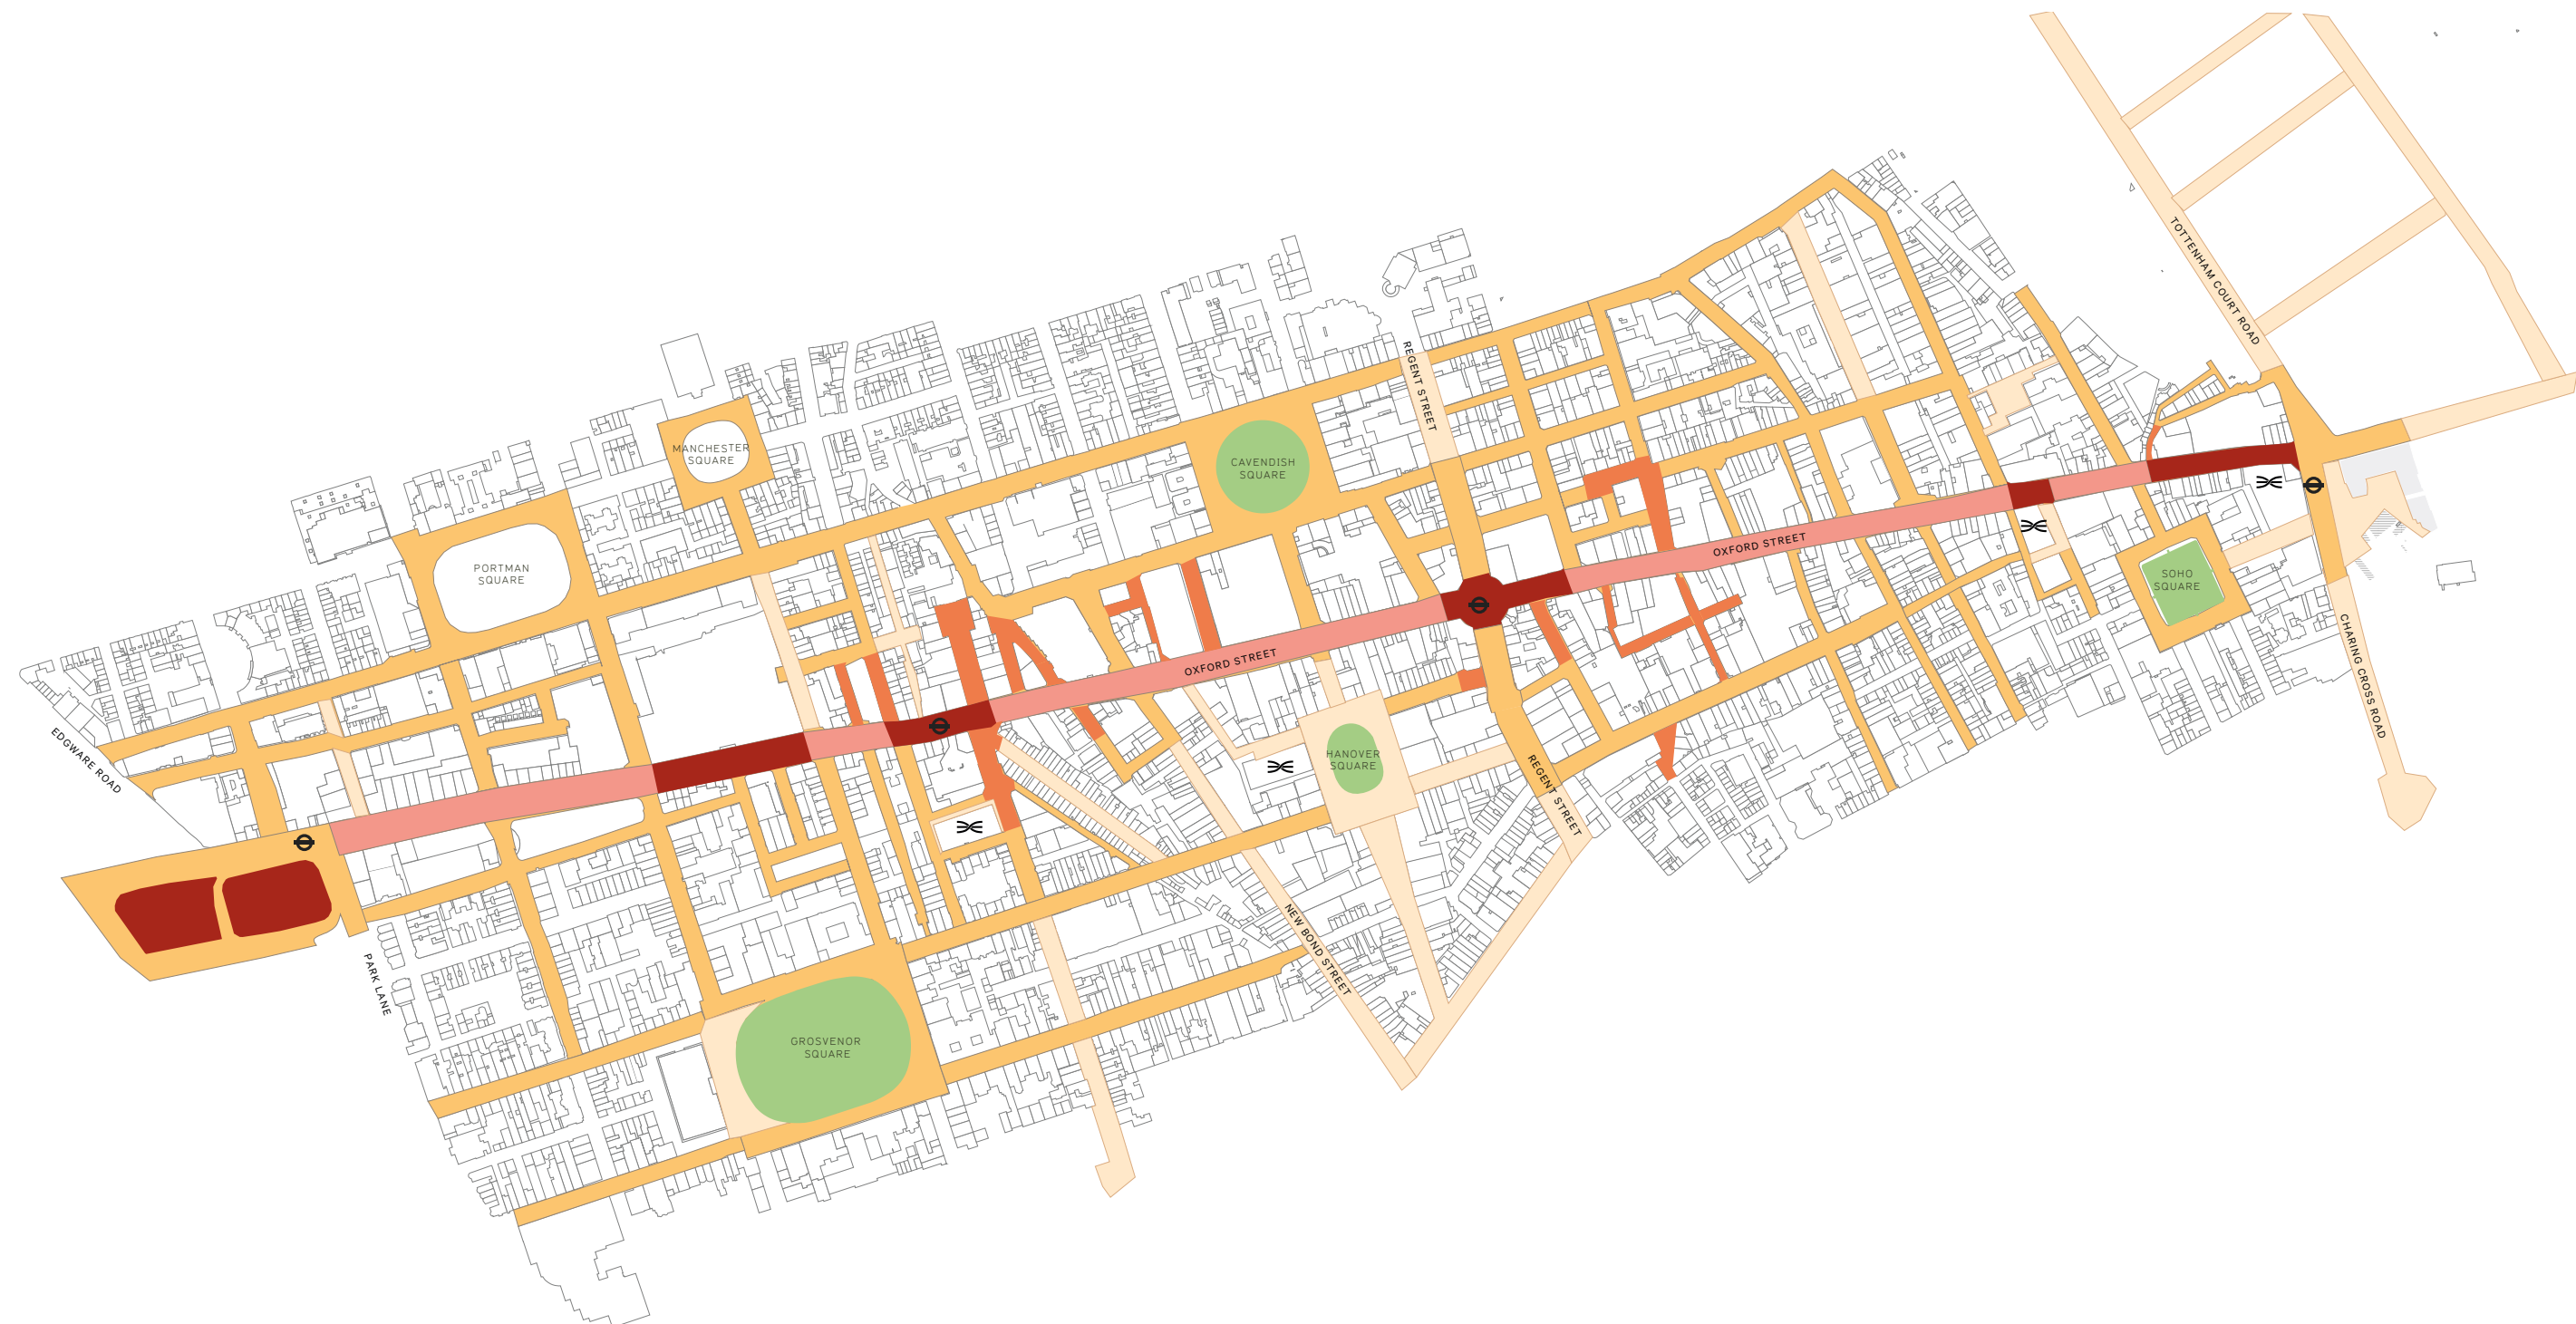 TOTTENHAM COURT ROAD
REGENT STREET
MANCHESTER
SQUARE
CAVENDISH
SQUARE
PORTMAN
SQUARE
OXFORD STREET
SOHO
SQUARE
OXFORD STREET
CHARING CROSS ROAD
EDGWARE ROAD
HANOVER
SQUARE
REGENT STREET
NEW BOND STREET
PARK LANE
GROSVENOR
SQUARE